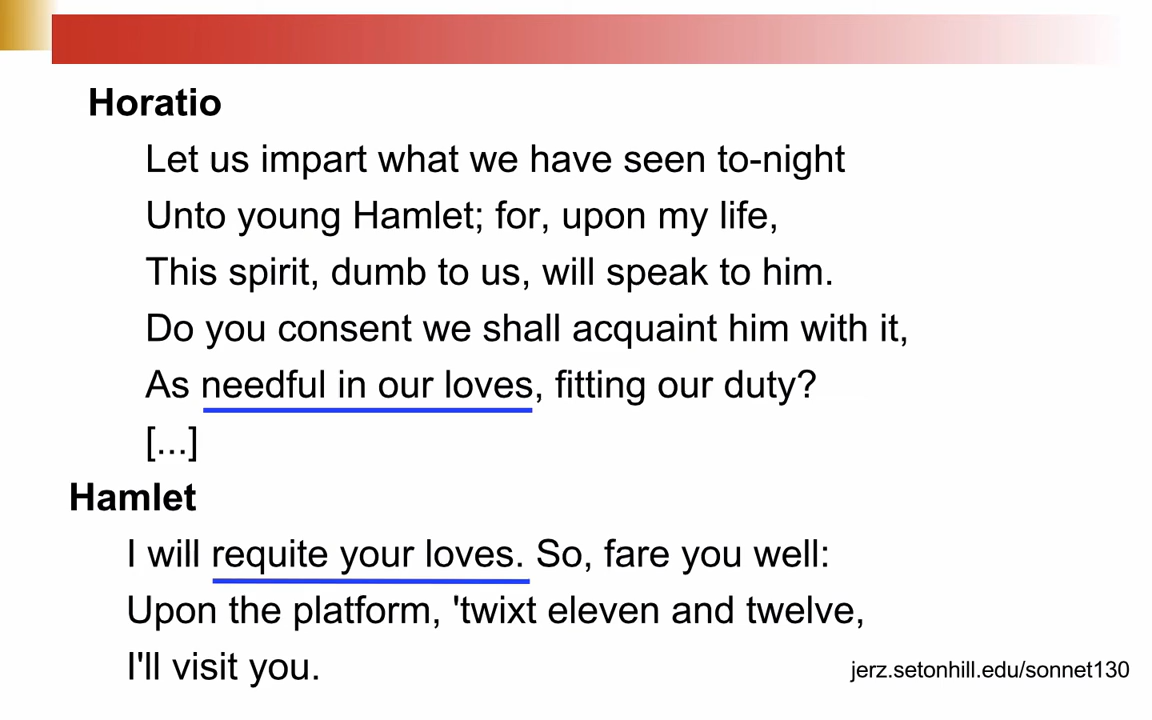 Horatio
Let us impart what we have seen to-night
Unto young Hamlet; for, upon my life,
This spirit, dumb to us, will speak to him.
Do you consent we shall acquaint him with it,
As needful in our loves, fitting our duty?
[...]
Hamlet
I will requite your loves. So, fare you well:
Upon the platform, 'twixt eleven and twelve,
I'll visit you.
jerz.setonhill.edu/sonnet130